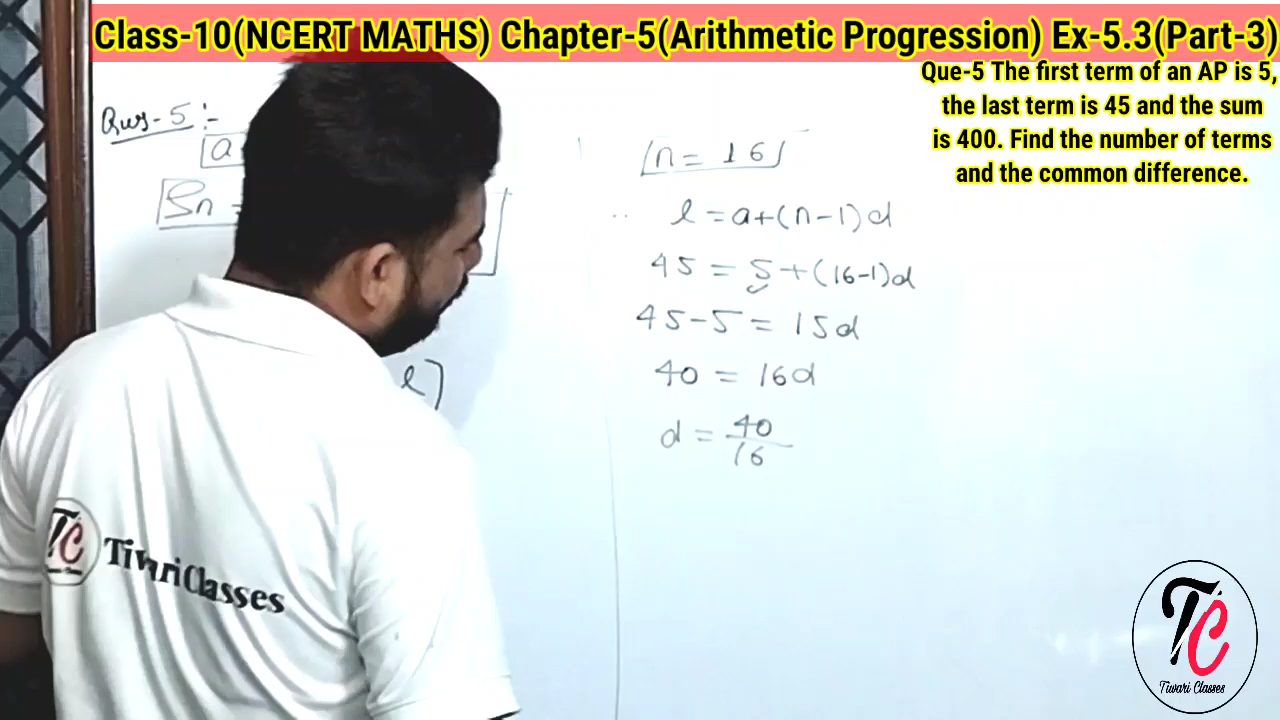 Class-10(NCERT MATHS) Chapter-5(Arithmetic Progression) Ex-5.3(Part-3)
Que-5 The first term of an AP is 5,
the last term is 45 and the sum
is 400. Find the number of terms
and the common difference.
Qus-5:-
a
Sn =
l]
n = 16
l = a+(n-1)d
45 = 5+(16-1)d
45-5 = 15d
40 = 16d
d = 40/16
TC
Tiwari Classes
TC
Tiwari Classes